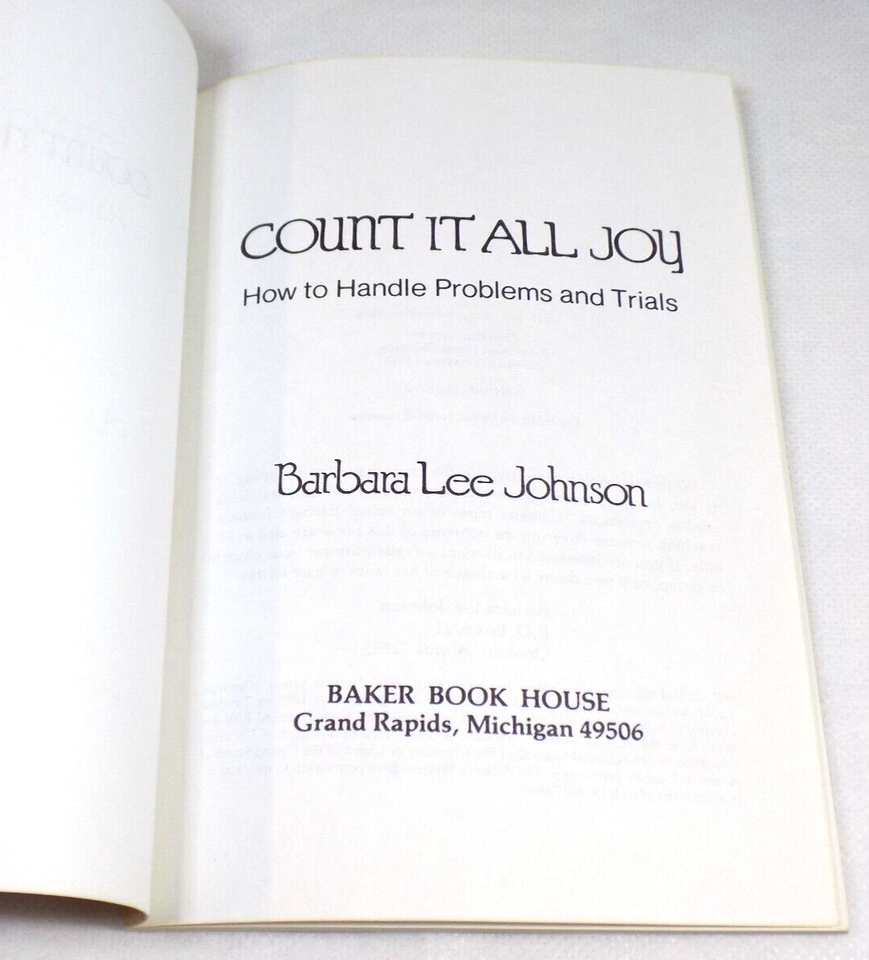 COUNT IT ALL JOY
How to Handle Problems and Trials
Barbara Lee Johnson
BAKER BOOK HOUSE
Grand Rapids, Michigan 49506